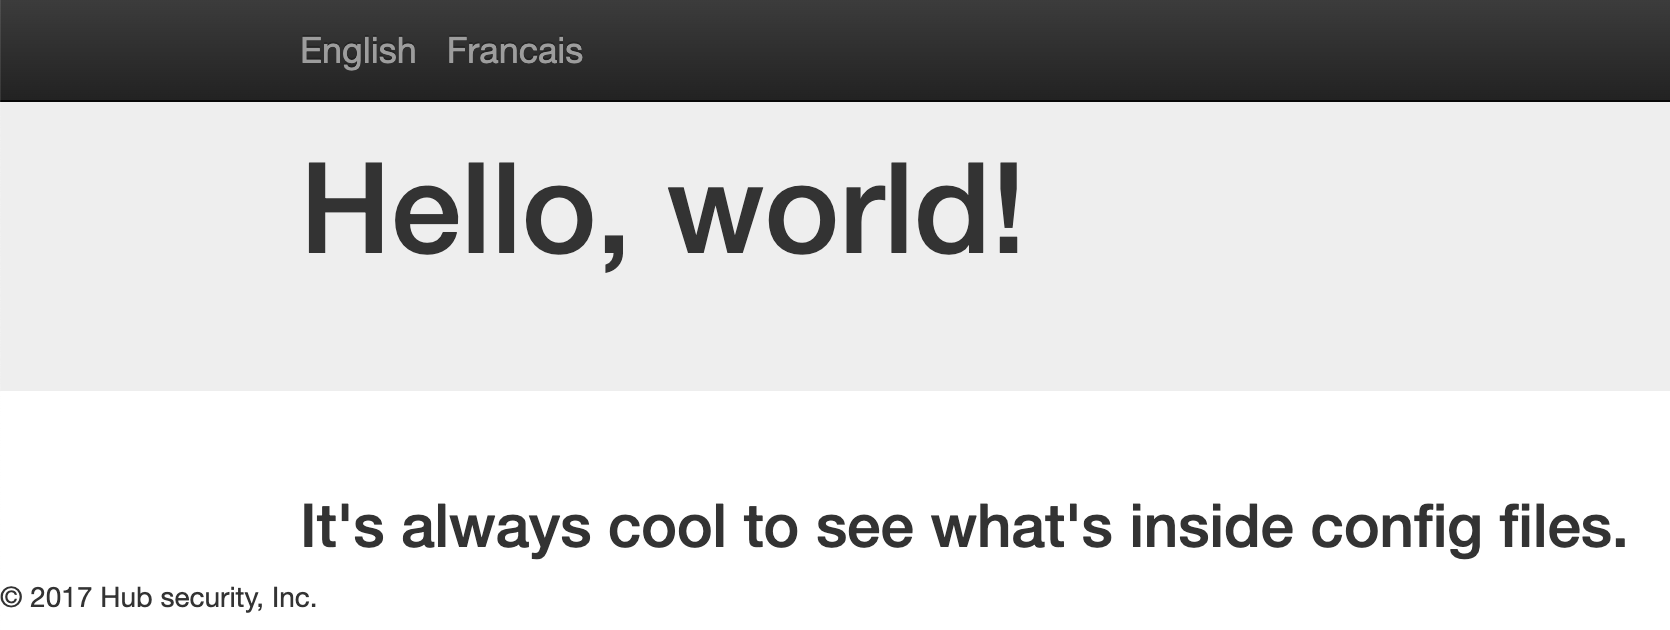 English Francais
Hello, world!
It's always cool to see what's inside config files.
© 2017 Hub security, Inc.